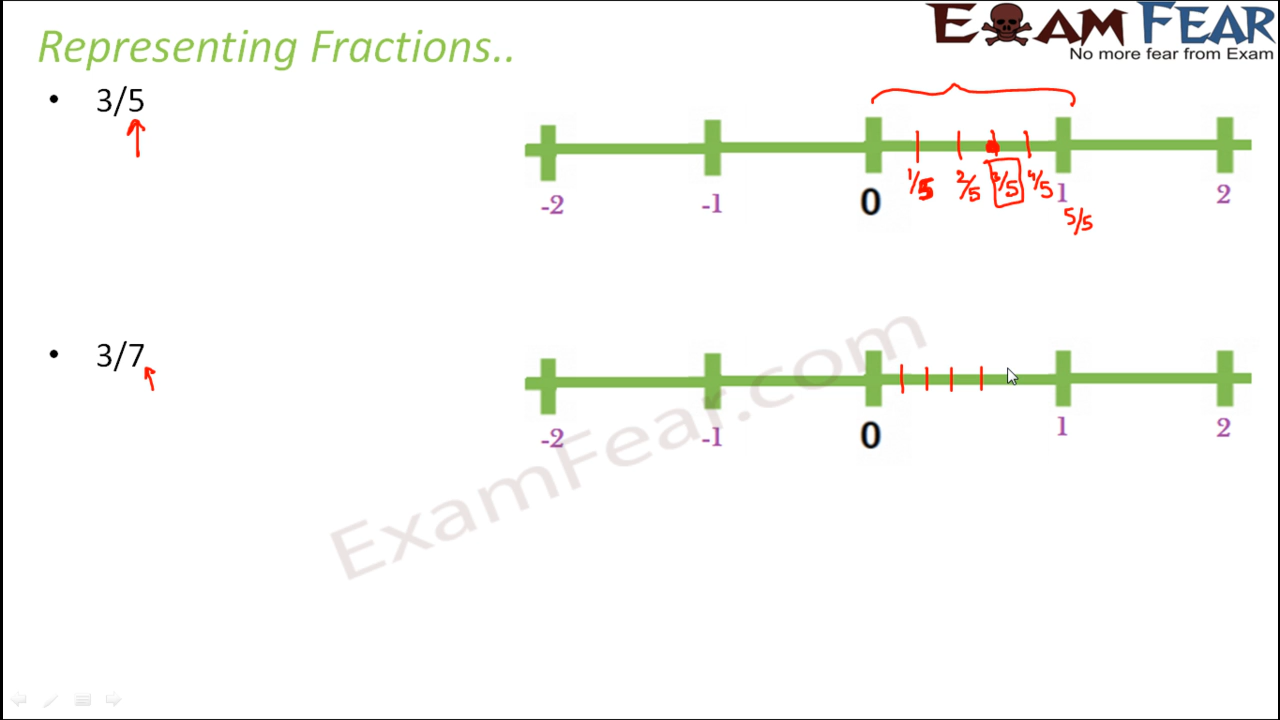 Representing Fractions..
EXAM FEAR
No more fear from Exam
• 3/5
-2 -1 0 1 2
1/5 2/5 3/5 4/5 5/5
• 3/7
-2 -1 0 1 2
ExamFear.com